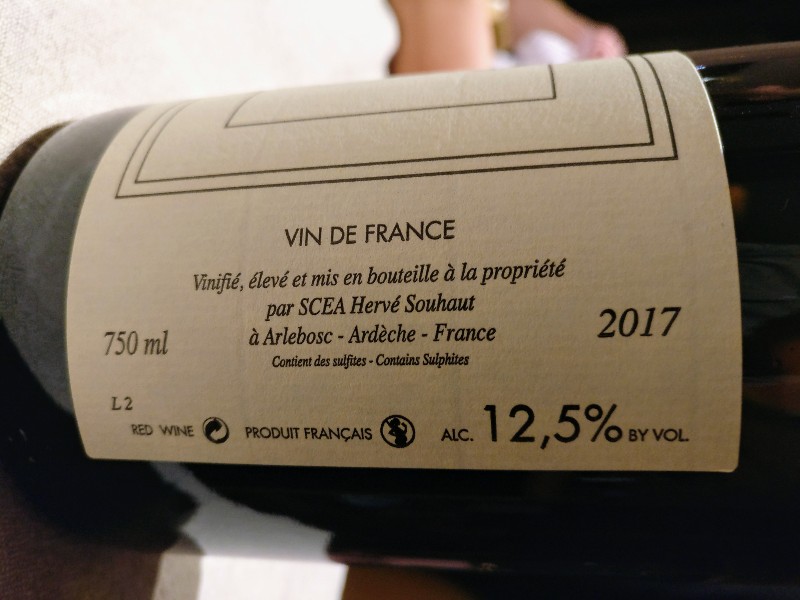 VIN DE FRANCE
Vinifié, élevé et mis en bouteille à la propriété
par SCEA Hervé Souhaut
à Arlebosc - Ardèche - France
750 ml
2017
Contient des sulfites - Contains Sulphites
L 2
RED WINE PRODUIT FRANÇAIS ALC. 12,5% BY VOL.